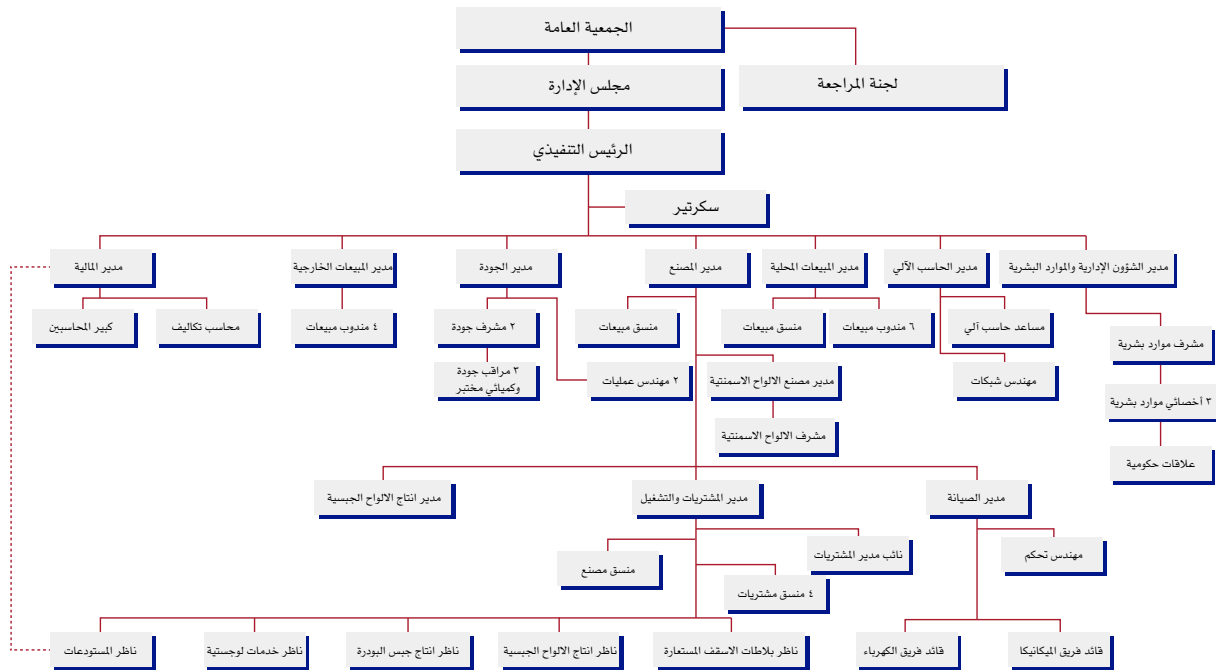 الجمعية العامة
لجنة المراجعة
مجلس الإدارة
الرئيس التنفيذي
سكرتير
مدير الشؤون الإدارية والموارد البشرية
مدير الحاسب الآلي
مدير المبيعات المحلية
مدير المصنع
مدير الجودة
مدير المبيعات الخارجية
مدير المالية
مساعد حاسب آلي
٦ مندوب مبيعات
منسق مبيعات
منسق مبيعات
٢ مشرف جودة
٤ مندوب مبيعات
محاسب تكاليف
كبير المحاسبين
مشرف موارد بشرية
مهندس شبكات
مدير مصنع الالواح الاسمنتية
٢ مهندس عمليات
٣ مراقب جودة
وكميائي مختبر
٣ أخصائي موارد بشرية
مشرف الالواح الاسمنتية
علاقات حكومية
مدير الصيانة
مدير المشتريات والتشغيل
مدير انتاج الالواح الجبسية
مهندس تحكم
نائب مدير المشتريات
منسق مصنع
٤ منسق مشتريات
قائد فريق الميكانيكا
قائد فريق الكهرباء
ناظر بلاطات الاسقف المستعارة
ناظر انتاج الالواح الجبسية
ناظر انتاج جبس البودرة
ناظر خدمات لوجستية
ناظر المستودعات